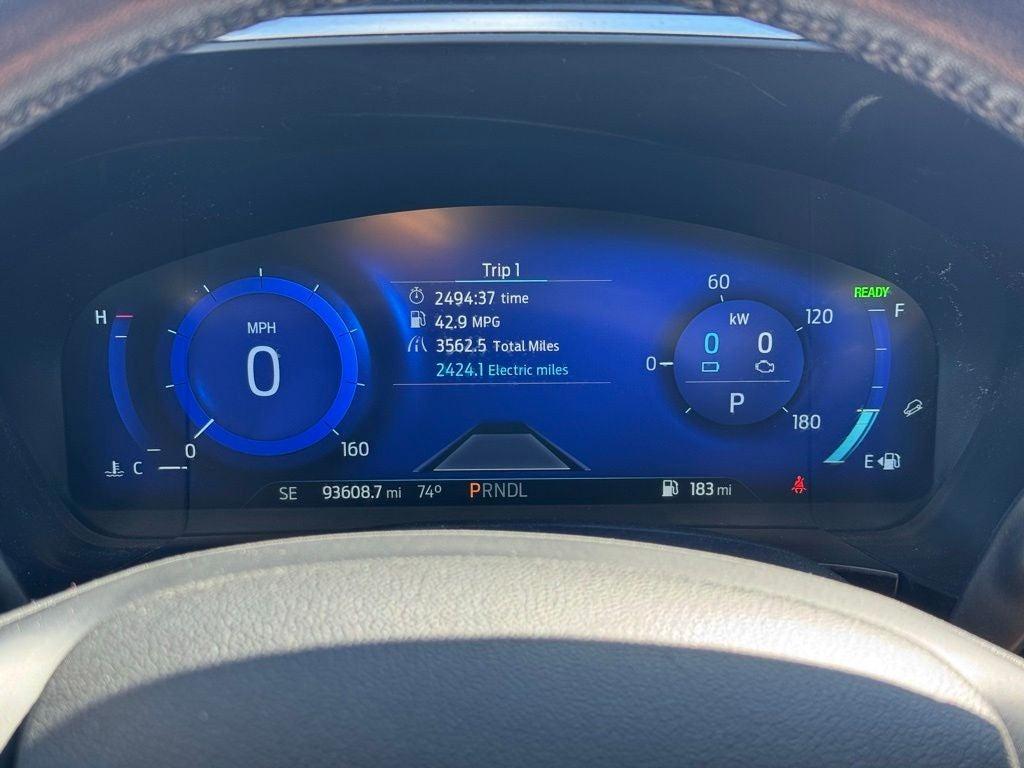 Trip 1
2494:37 time
42.9 MPG
3562.5 Total Miles
2424.1 Electric miles
H
MPH
0
0
160
C
60
0
120
180
kW
0 0
P
READY
F
E
SE 93608.7 mi 74º PRNDL 183 mi